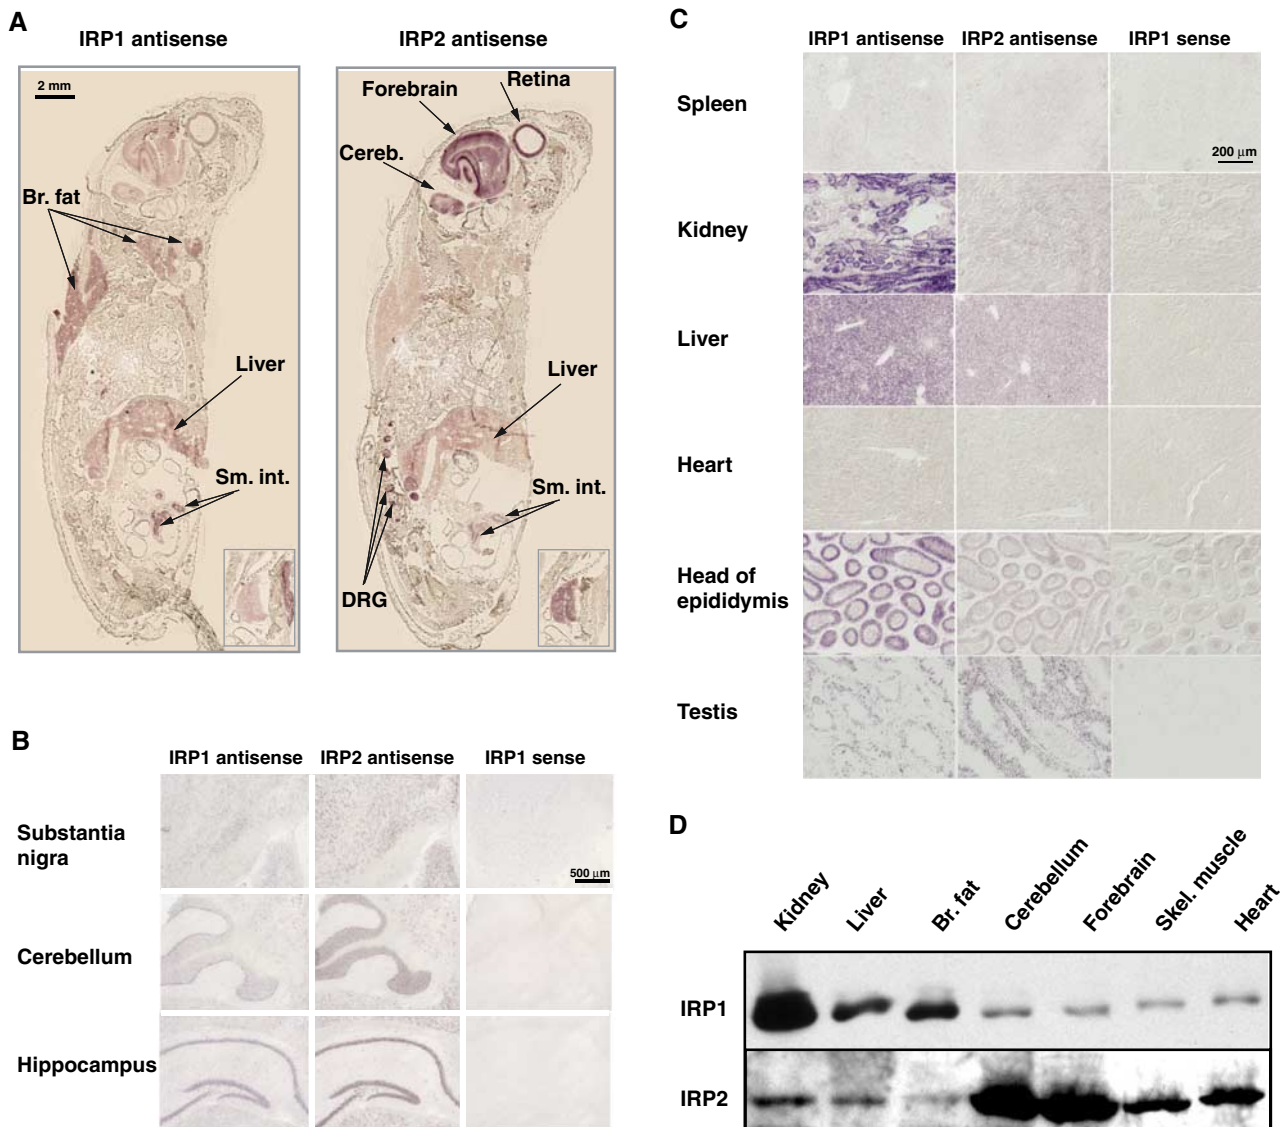 A
IRP1 antisense
IRP2 antisense
2 mm
Forebrain
Retina
Cereb.
Br. fat
Liver
Liver
Sm. int.
Sm. int.
DRG
B
IRP1 antisense
IRP2 antisense
IRP1 sense
Substantia
nigra
500 μm
Cerebellum
Hippocampus
C
IRP1 antisense
IRP2 antisense
IRP1 sense
Spleen
200 μm
Kidney
Liver
Heart
Head of
epididymis
Testis
D
Kidney
Liver
Br. fat
Cerebellum
Forebrain
Skel. muscle
Heart
IRP1
IRP2